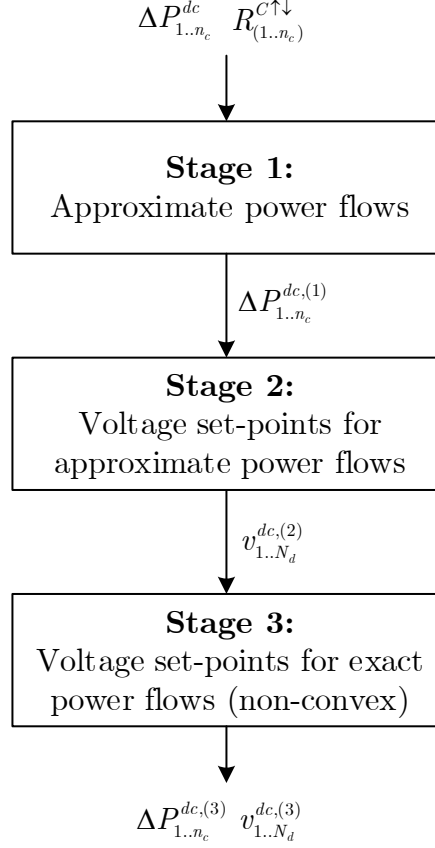 ΔP^{dc}_{1..n_c} R^{C↑↓}_{(1..n_c)}
Stage 1:
Approximate power flows
ΔP^{dc,(1)}_{1..n_c}
Stage 2:
Voltage set-points for
approximate power flows
v^{dc,(2)}_{1..N_d}
Stage 3:
Voltage set-points for exact
power flows (non-convex)
ΔP^{dc,(3)}_{1..n_c} v^{dc,(3)}_{1..N_d}